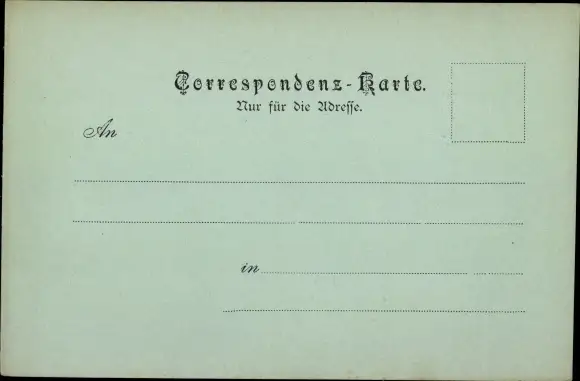 Correspondenz-Karte.
Nur für die Adresse.
An
in